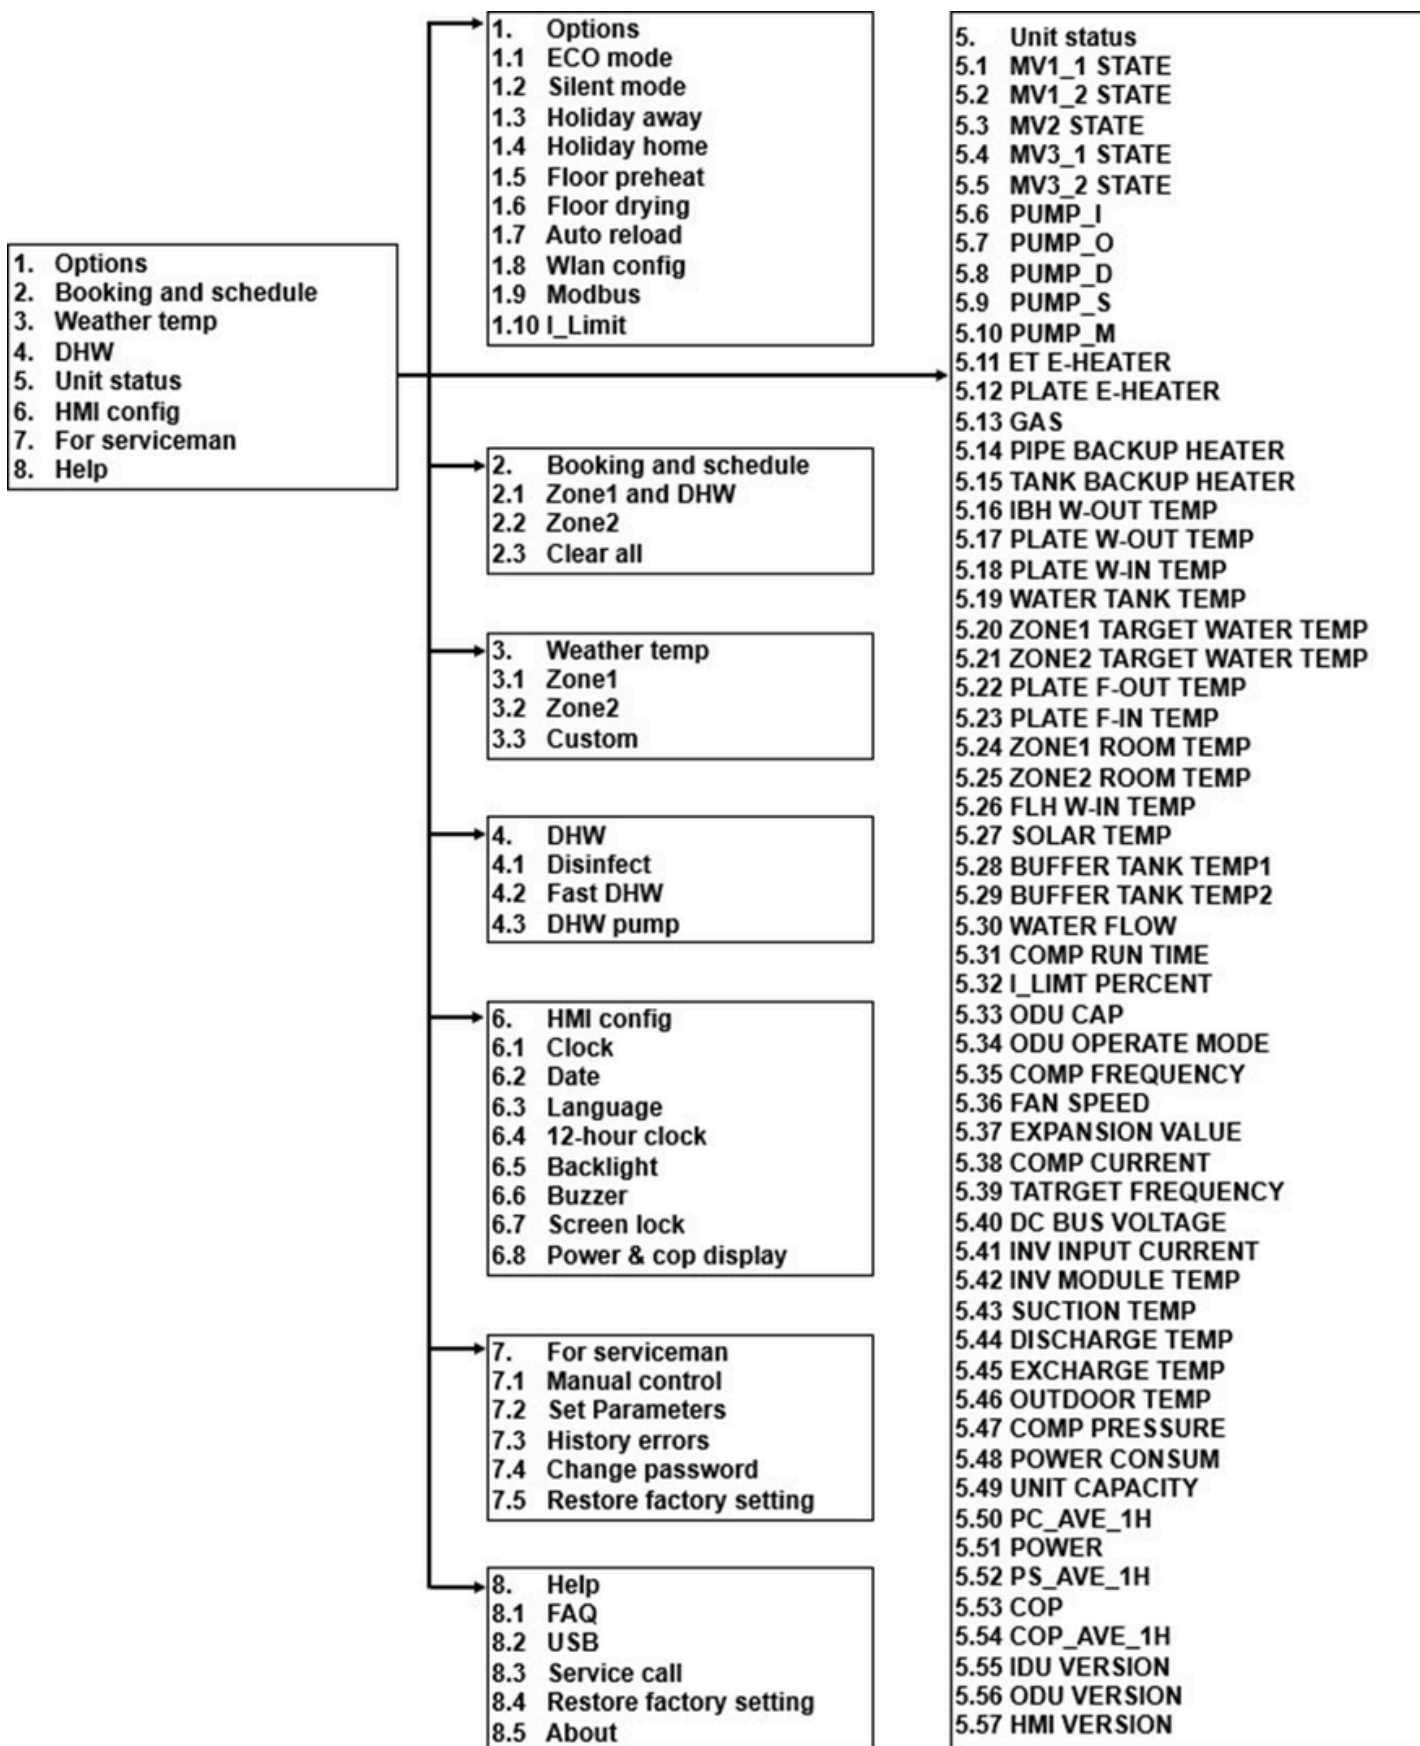 1. Options
2. Booking and schedule
3. Weather temp
4. DHW
5. Unit status
6. HMI config
7. For serviceman
8. Help
1. Options
1.1 ECO mode
1.2 Silent mode
1.3 Holiday away
1.4 Holiday home
1.5 Floor preheat
1.6 Floor drying
1.7 Auto reload
1.8 Wlan config
1.9 Modbus
1.10 I_Limit
2. Booking and schedule
2.1 Zone1 and DHW
2.2 Zone2
2.3 Clear all
3. Weather temp
3.1 Zone1
3.2 Zone2
3.3 Custom
4. DHW
4.1 Disinfect
4.2 Fast DHW
4.3 DHW pump
6. HMI config
6.1 Clock
6.2 Date
6.3 Language
6.4 12-hour clock
6.5 Backlight
6.6 Buzzer
6.7 Screen lock
6.8 Power & cop display
7. For serviceman
7.1 Manual control
7.2 Set Parameters
7.3 History errors
7.4 Change password
7.5 Restore factory setting
8. Help
8.1 FAQ
8.2 USB
8.3 Service call
8.4 Restore factory setting
8.5 About
5. Unit status
5.1 MV1_1 STATE
5.2 MV1_2 STATE
5.3 MV2 STATE
5.4 MV3_1 STATE
5.5 MV3_2 STATE
5.6 PUMP_I
5.7 PUMP_O
5.8 PUMP_D
5.9 PUMP_S
5.10 PUMP_M
5.11 ET E-HEATER
5.12 PLATE E-HEATER
5.13 GAS
5.14 PIPE BACKUP HEATER
5.15 TANK BACKUP HEATER
5.16 IBH W-OUT TEMP
5.17 PLATE W-OUT TEMP
5.18 PLATE W-IN TEMP
5.19 WATER TANK TEMP
5.20 ZONE1 TARGET WATER TEMP
5.21 ZONE2 TARGET WATER TEMP
5.22 PLATE F-OUT TEMP
5.23 PLATE F-IN TEMP
5.24 ZONE1 ROOM TEMP
5.25 ZONE2 ROOM TEMP
5.26 FLH W-IN TEMP
5.27 SOLAR TEMP
5.28 BUFFER TANK TEMP1
5.29 BUFFER TANK TEMP2
5.30 WATER FLOW
5.31 COMP RUN TIME
5.32 I_LIMT PERCENT
5.33 ODU CAP
5.34 ODU OPERATE MODE
5.35 COMP FREQUENCY
5.36 FAN SPEED
5.37 EXPANSION VALUE
5.38 COMP CURRENT
5.39 TATRGET FREQUENCY
5.40 DC BUS VOLTAGE
5.41 INV INPUT CURRENT
5.42 INV MODULE TEMP
5.43 SUCTION TEMP
5.44 DISCHARGE TEMP
5.45 EXCHARGE TEMP
5.46 OUTDOOR TEMP
5.47 COMP PRESSURE
5.48 POWER CONSUM
5.49 UNIT CAPACITY
5.50 PC_AVE_1H
5.51 POWER
5.52 PS_AVE_1H
5.53 COP
5.54 COP_AVE_1H
5.55 IDU VERSION
5.56 ODU VERSION
5.57 HMI VERSION